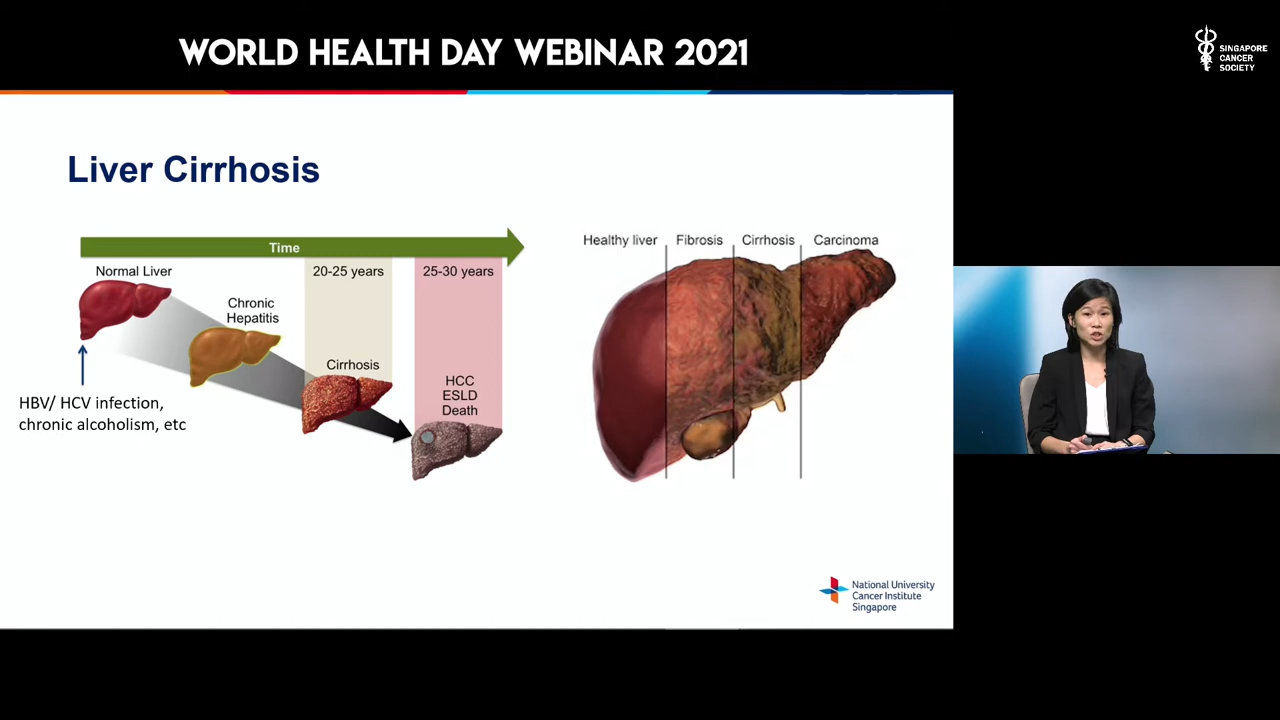 WORLD HEALTH DAY WEBINAR 2021
SINGAPORE
CANCER
SOCIETY
Liver Cirrhosis
Time
Normal Liver
20-25 years
25-30 years
Chronic
Hepatitis
Cirrhosis
HCC
ESLD
Death
HBV/ HCV infection,
chronic alcoholism, etc
Healthy liver
Fibrosis
Cirrhosis
Carcinoma
National University
Cancer Institute
Singapore